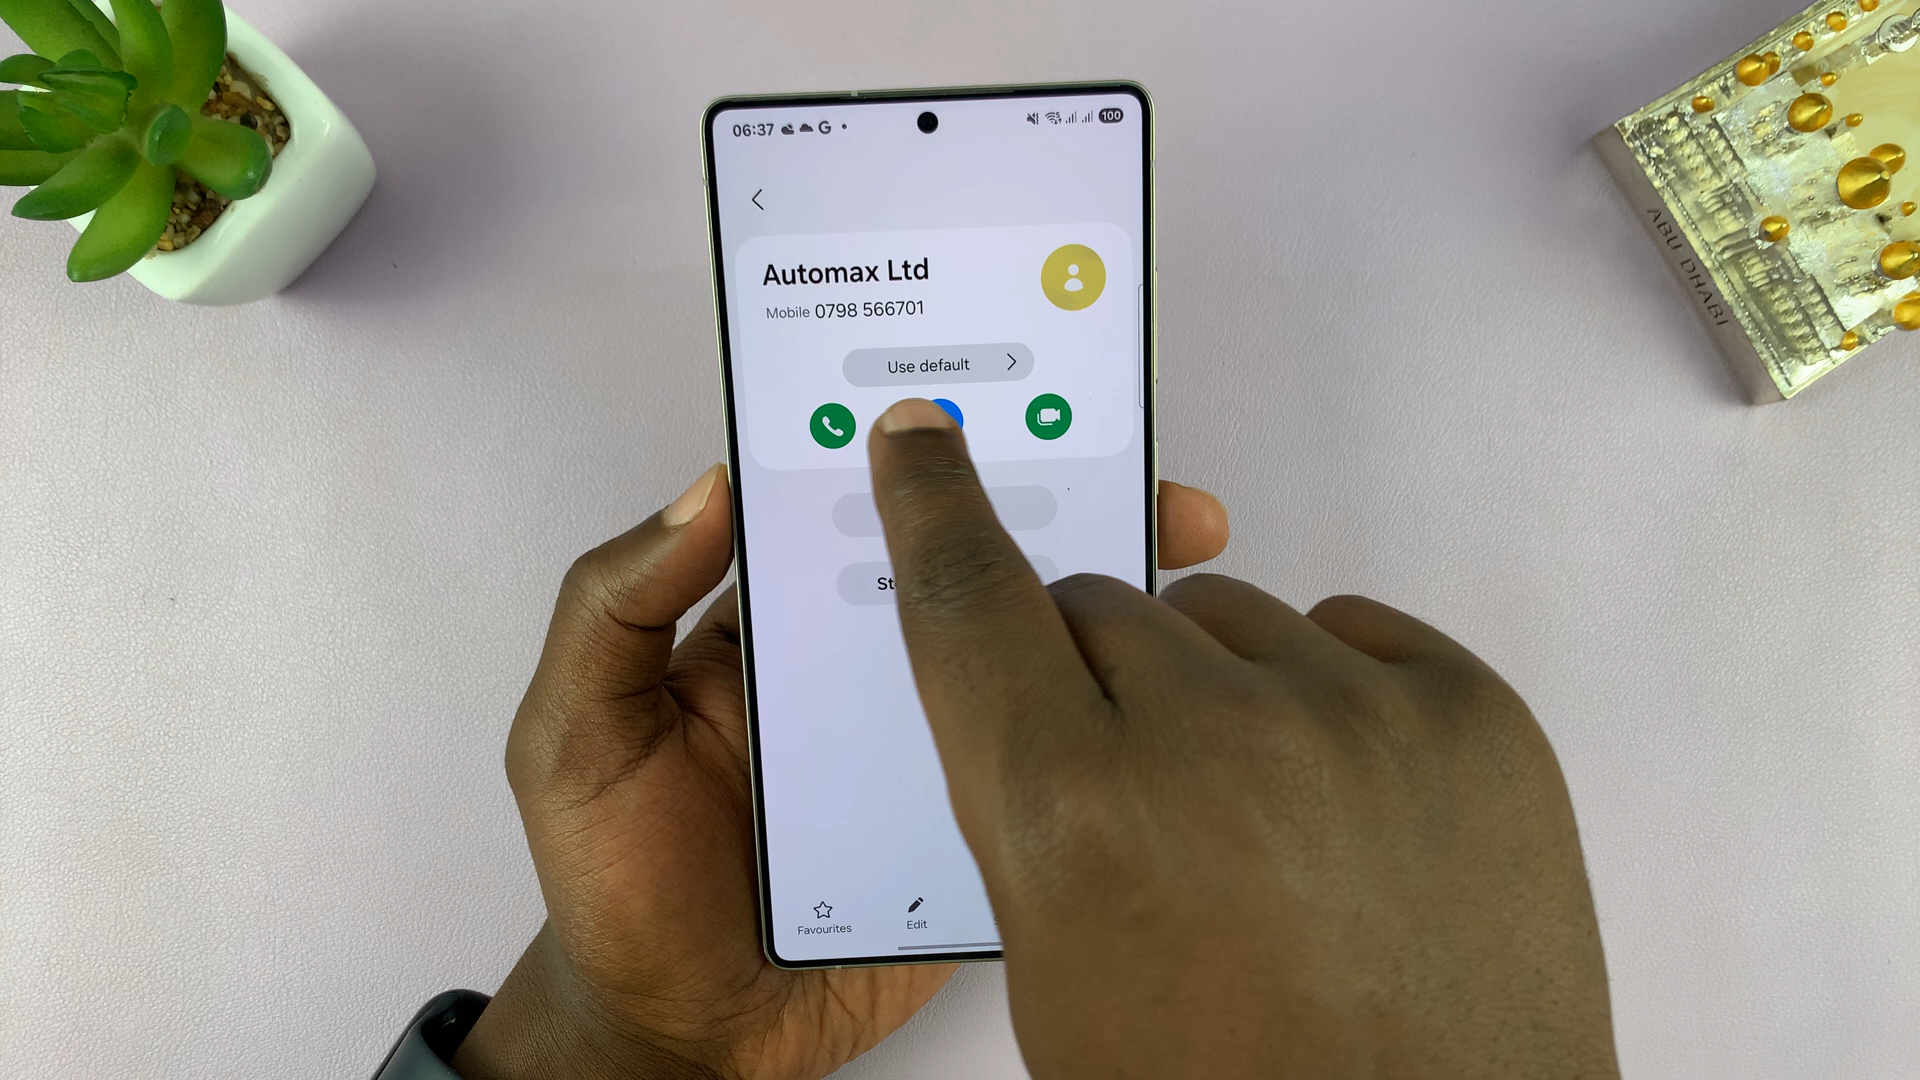 06:37 G
100
Automax Ltd
Mobile 0798 566701
Use default
Favourites
Edit
ABU DHABI